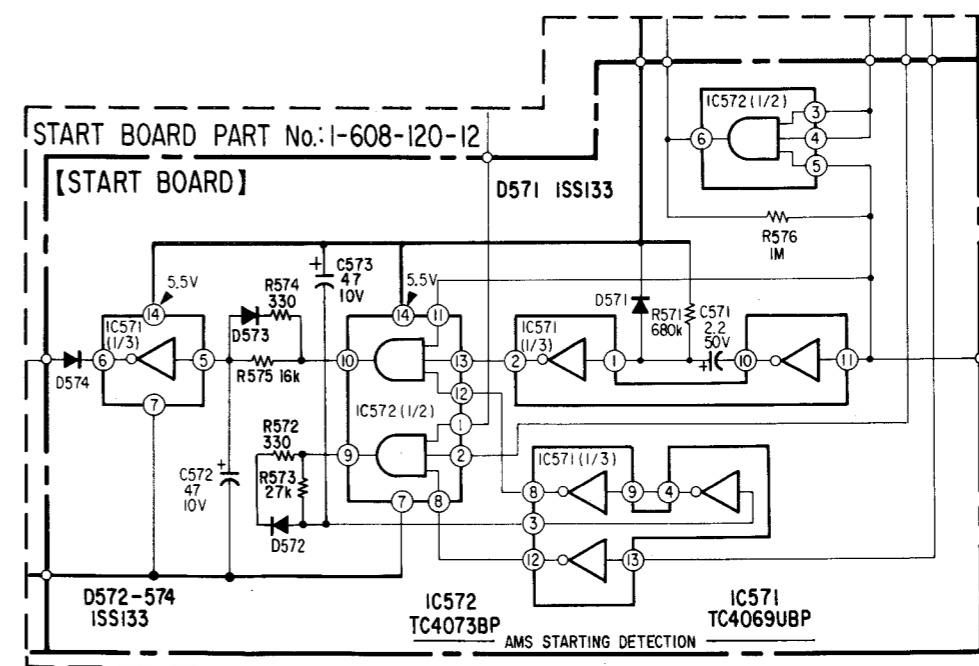 START BOARD PART No.:1-608-120-12
【START BOARD】
D571 ISS133
IC572(1/2)
3
6
4
5
R576
1M
C573
47
10V
+
5.5V
14
R574
330
D573
5.5V
14
11
D571
R571
680k
C571
2.2
50V
+
IC571
(1/3)
6
5
D574
R575 16k
10
13
IC571
(1/3)
2
1
10
11
7
12
IC572(1/2)
1
C572
47
10V
+
R572
330
R573
27k
9
2
IC571(1/3)
8
9
4
D572
7
8
3
12
13
D572-574
ISS133
IC572
TC4073BP
IC571
TC4069UBP
AMS STARTING DETECTION